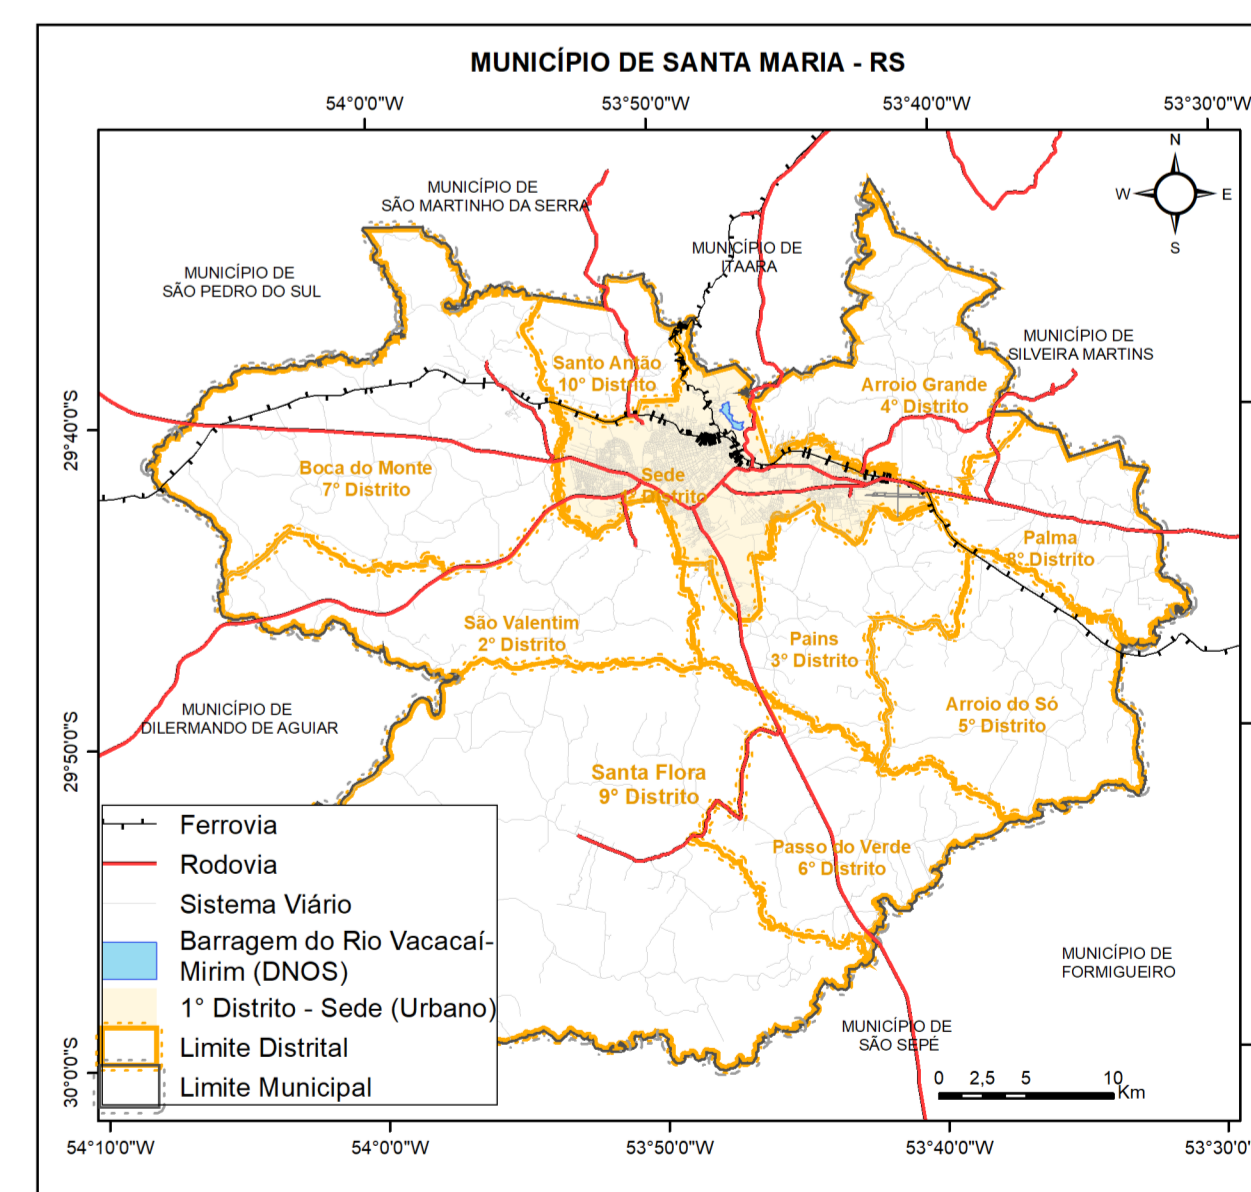 MUNICÍPIO DE SANTA MARIA - RS
54°0'0"W
53°50'0"W
53°40'0"W
53°30'0"W
N
W
E
S
MUNICÍPIO DE
SÃO MARTINHO DA SERRA
MUNICÍPIO DE
ITAARA
MUNICÍPIO DE
SÃO PEDRO DO SUL
MUNICÍPIO DE
SILVEIRA MARTINS
Santo Antão
10° Distrito
Arroio Grande
4° Distrito
29°40'0"S
Boca do Monte
7° Distrito
Sede
1° Distrito
Palma
8° Distrito
São Valentim
2° Distrito
Pains
3° Distrito
MUNICÍPIO DE
DILERMANDO DE AGUIAR
Arroio do Só
5° Distrito
29°50'0"S
Santa Flora
9° Distrito
Passo do Verde
6° Distrito
Ferrovia
Rodovia
Sistema Viário
Barragem do Rio Vacacaí-
Mirim (DNOS)
1° Distrito - Sede (Urbano)
Limite Distrital
Limite Municipal
MUNICÍPIO DE
FORMIGUEIRO
MUNICÍPIO DE
SÃO SEPÉ
30°0'0"S
0 2,5 5 10
Km
54°10'0"W
54°0'0"W
53°50'0"W
53°40'0"W
53°30'0"